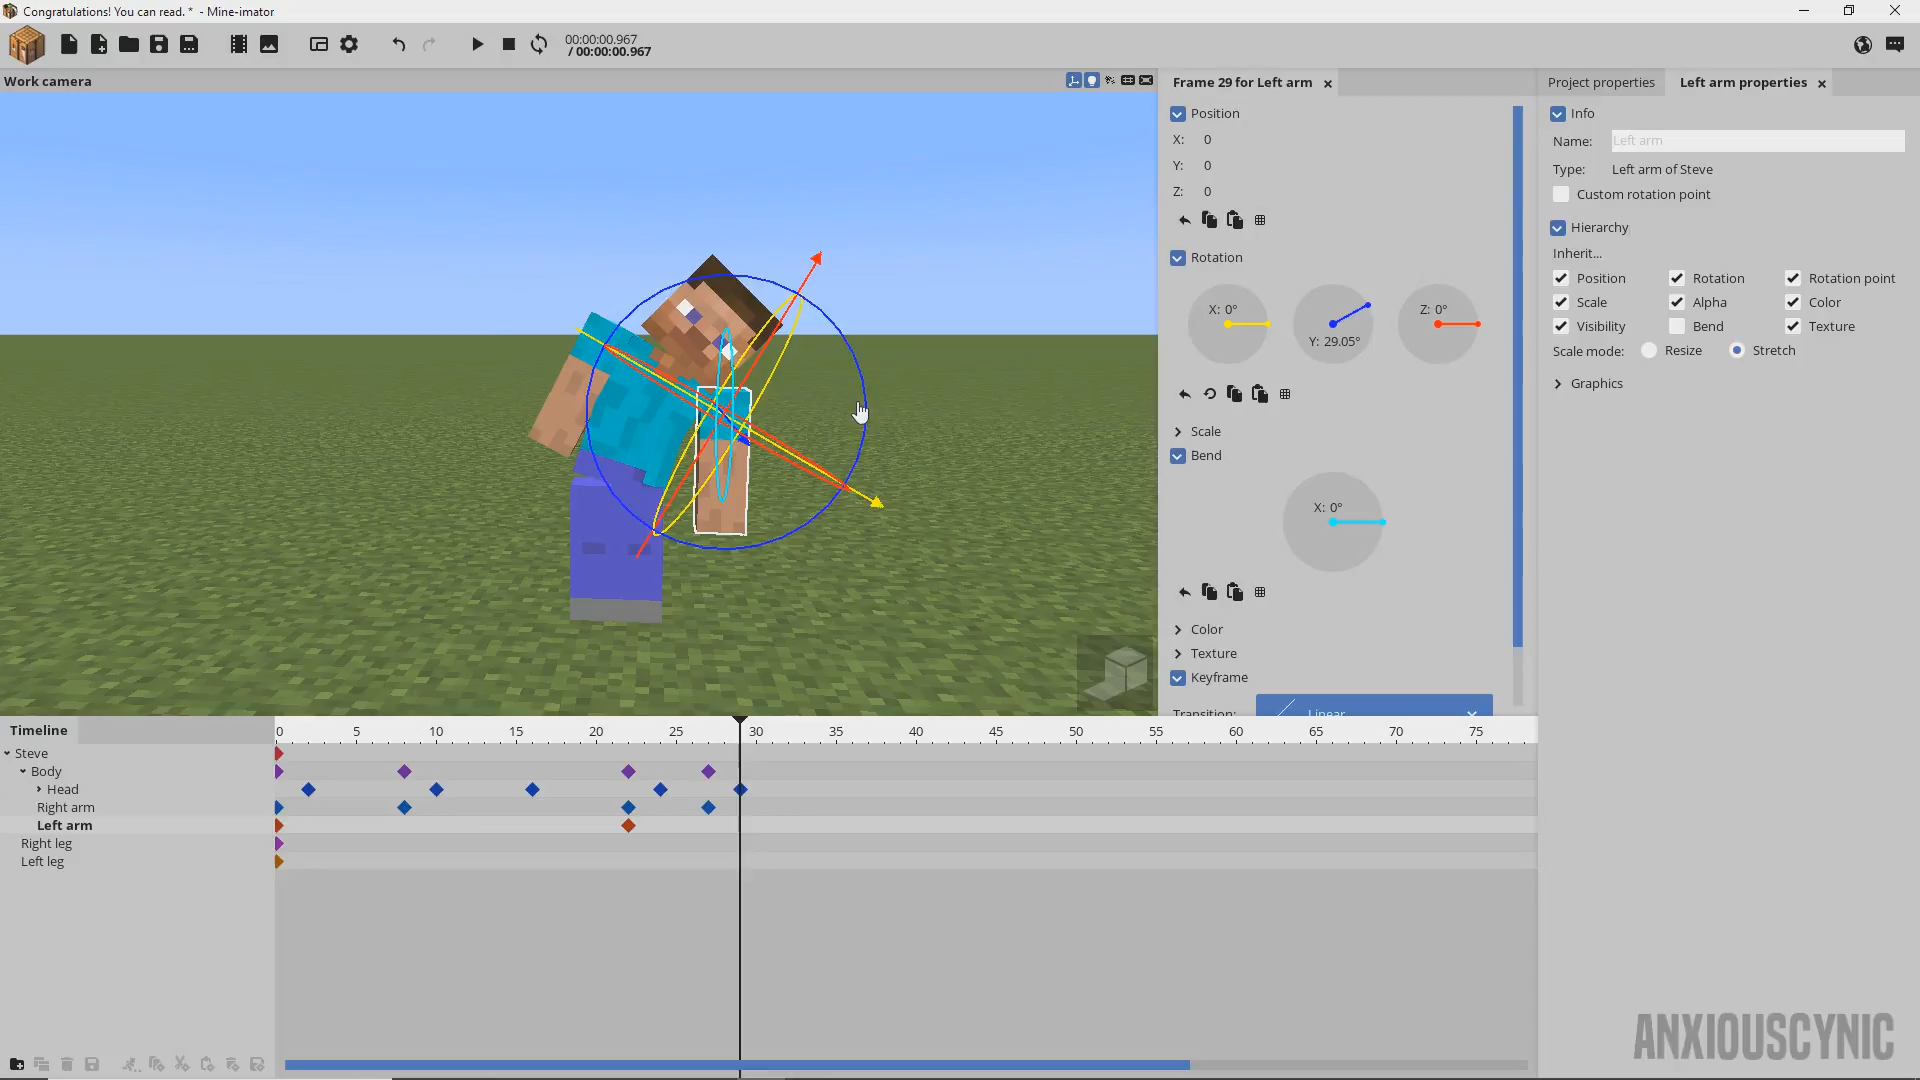 Congratulations! You can read. * - Mine-imator
00:00:00.967
/ 00:00:00.967
Work camera
Frame 29 for Left arm
Position
X: 0
Y: 0
Z: 0
Rotation
X: 0°
Y: 29.05°
Z: 0°
Scale
Bend
X: 0°
Color
Texture
Keyframe
Transition: Linear
Project properties
Left arm properties
Info
Name: Left arm
Type: Left arm of Steve
Custom rotation point
Hierarchy
Inherit...
Position Rotation Rotation point
Scale Alpha Color
Visibility Bend Texture
Scale mode: Resize Stretch
Graphics
Timeline
0 5 10 15 20 25 30 35 40 45 50 55 60 65 70 75
Steve
Body
Head
Right arm
Left arm
Right leg
Left leg
ANXIOUSCYNIC